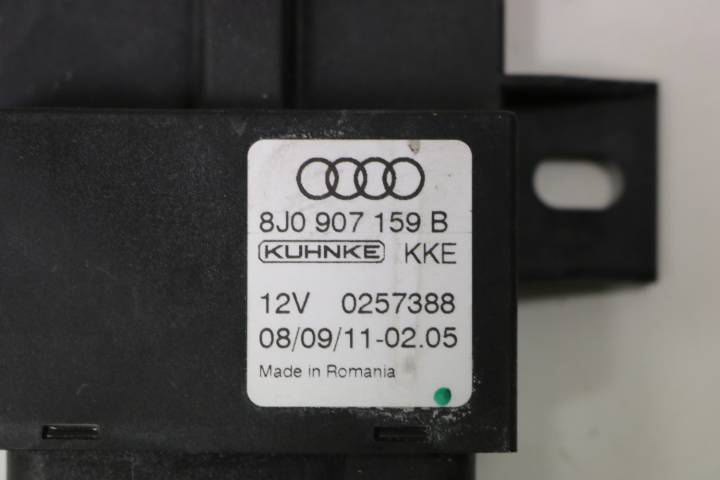 8J0 907 159 B
KUHNKE KKE
12V 0257388
08/09/11-02.05
Made in Romania